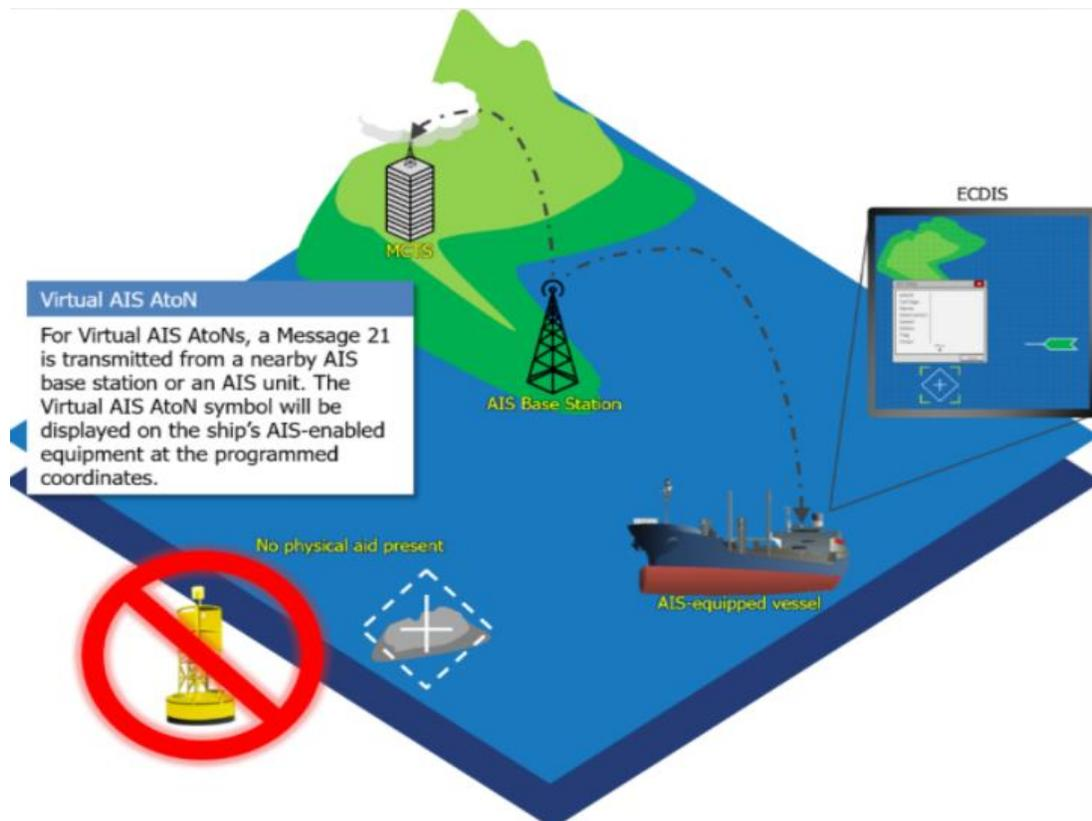 ECDIS
MCTS
Virtual AIS AtoN
For Virtual AIS AtoNs, a Message 21
is transmitted from a nearby AIS
base station or an AIS unit. The
Virtual AIS AtoN symbol will be
displayed on the ship's AIS-enabled
equipment at the programmed
coordinates.
AIS Base Station
No physical aid present
AIS-equipped vessel